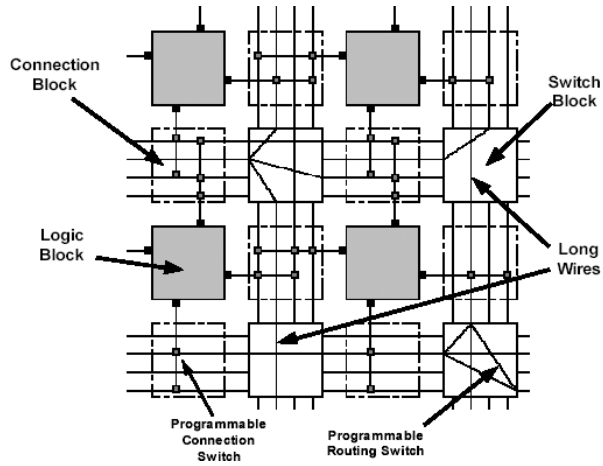 Connection
Block
Switch
Block
Logic
Block
Long
Wires
Programmable
Connection
Switch
Programmable
Routing Switch